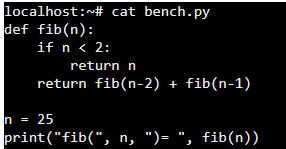 localhost:~# cat bench.py
def fib(n):
    if n < 2:
        return n
    return fib(n-2) + fib(n-1)

n = 25
print("fib(", n, ")= ", fib(n))